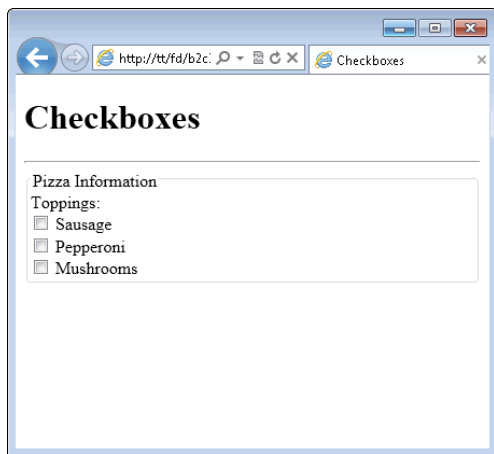 http://tt/fd/b2c
Checkboxes
Checkboxes
Pizza Information
Toppings:
Sausage
Pepperoni
Mushrooms